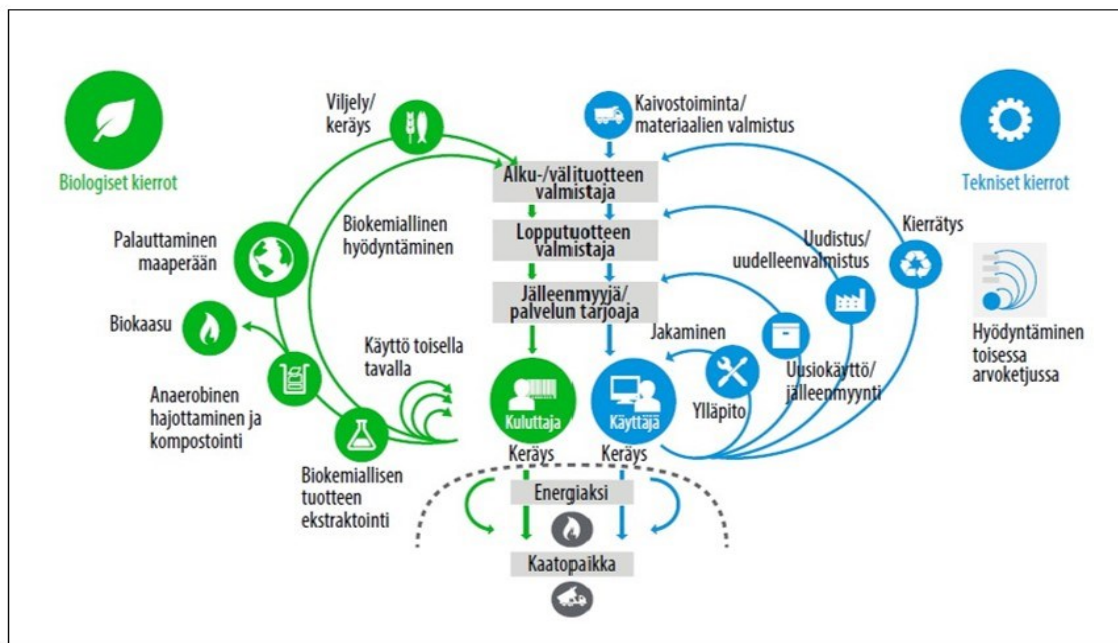 Viljely/
keräys
Kaivostoiminta/
materiaalien valmistus
Biologiset kierrot
Tekniset kierrot
Alku-/välituotteen
valmistaja
Biokemiallinen
hyödyntäminen
Palauttaminen
maaperään
Lopputuotteen
valmistaja
Uudistus/
uudelleenvalmistus
Kierrätys
Jälleenmyyjä/
palvelun tarjoaja
Biokaasu
Käyttö toisella
tavalla
Jakaminen
Hyödyntäminen
toisessa
arvoketjussa
Uusiokäyttö/
jälleenmyynti
Ylläpito
Anaerobinen
hajottaminen ja
kompostointi
Kuluttaja
Käyttäjä
Keräys
Keräys
Biokemiallisen
tuotteen
ekstraktointi
Energiaksi
Kaatopaikka